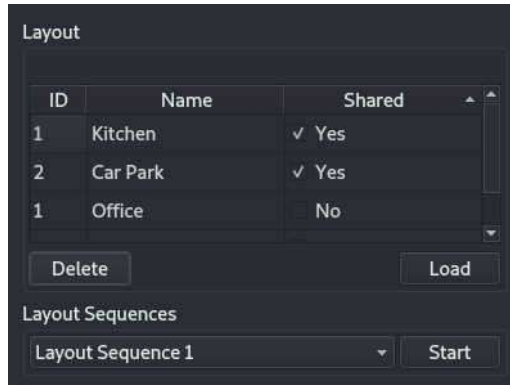 Layout
ID Name Shared
1 Kitchen ✓ Yes
2 Car Park ✓ Yes
1 Office No
Delete Load
Layout Sequences
Layout Sequence 1 Start